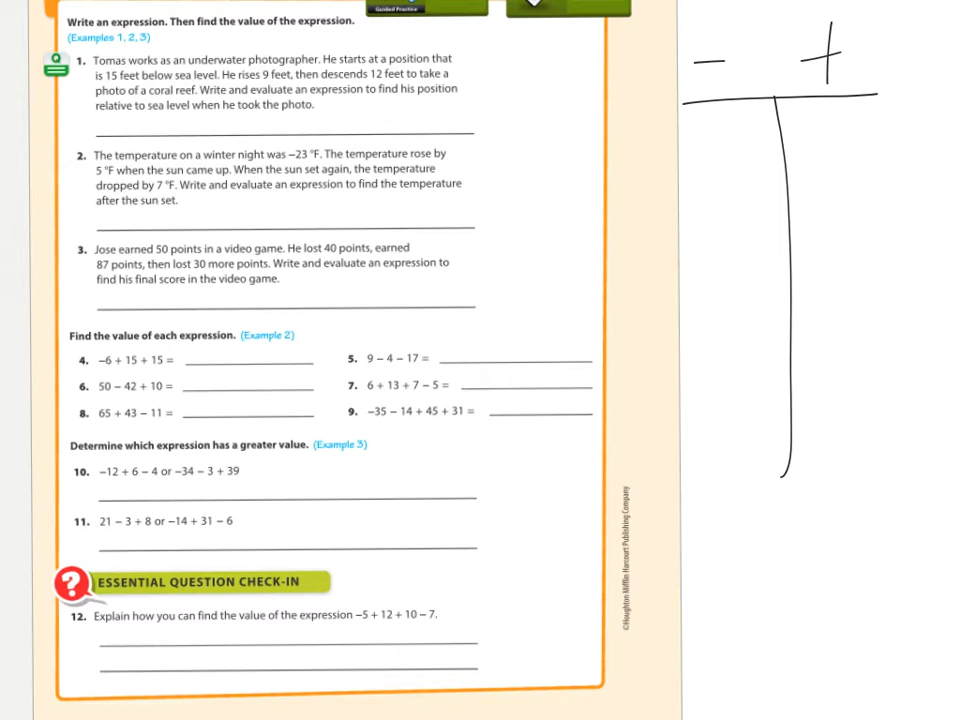 Guided Practice
Write an expression. Then find the value of the expression.
(Examples 1, 2, 3)
1. Tomas works as an underwater photographer. He starts at a position that
is 15 feet below sea level. He rises 9 feet, then descends 12 feet to take a
photo of a coral reef. Write and evaluate an expression to find his position
relative to sea level when he took the photo.
2. The temperature on a winter night was −23 °F. The temperature rose by
5 °F when the sun came up. When the sun set again, the temperature
dropped by 7 °F. Write and evaluate an expression to find the temperature
after the sun set.
3. Jose earned 50 points in a video game. He lost 40 points, earned
87 points, then lost 30 more points. Write and evaluate an expression to
find his final score in the video game.
Find the value of each expression. (Example 2)
4. −6 + 15 + 15 =
5. 9 − 4 − 17 =
6. 50 − 42 + 10 =
7. 6 + 13 + 7 − 5 =
8. 65 + 43 − 11 =
9. −35 − 14 + 45 + 31 =
Determine which expression has a greater value. (Example 3)
10. −12 + 6 − 4 or −34 − 3 + 39
11. 21 − 3 + 8 or −14 + 31 − 6
? ESSENTIAL QUESTION CHECK-IN
12. Explain how you can find the value of the expression −5 + 12 + 10 − 7.
©Houghton Mifflin Harcourt Publishing Company
− +